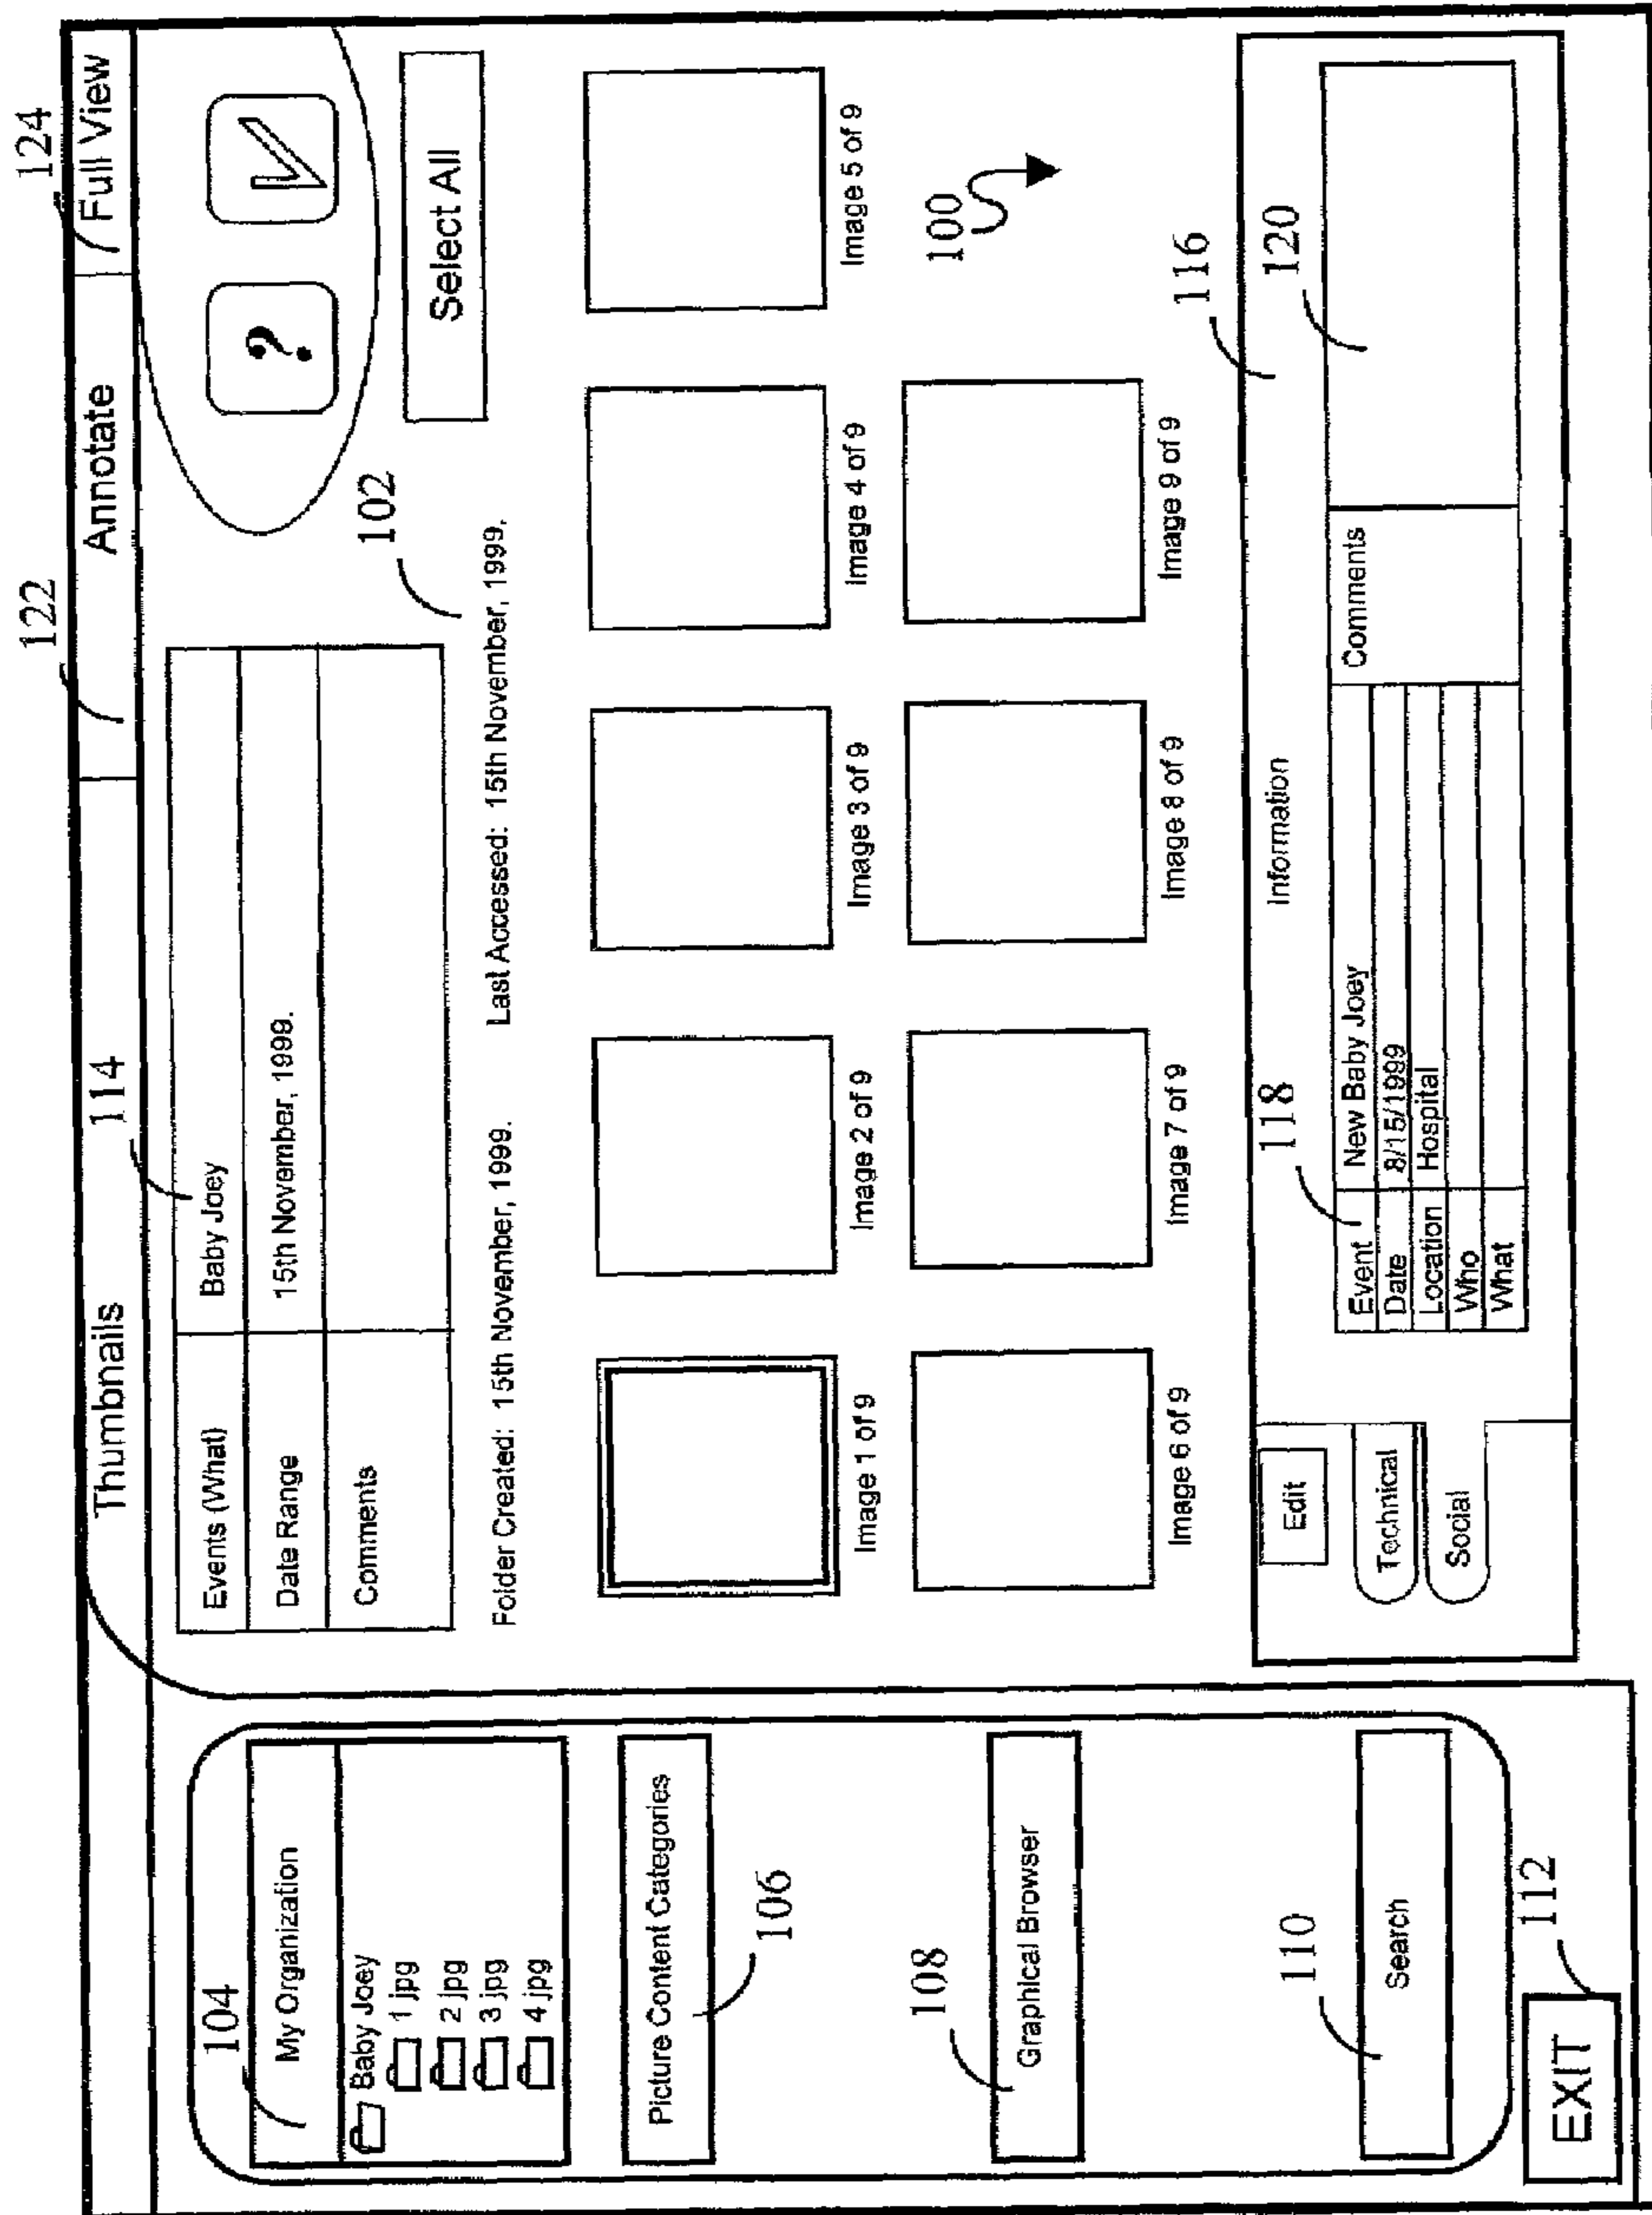 122
124
Thumbnails
Annotate
Full View
114
104
My Organization
Baby Joey
1 jpg
2 jpg
3 jpg
4 jpg
Picture Content Categories
106
108
Graphical Browser
110
Search
EXIT
112
Events (What)
Baby Joey
Date Range
15th November, 1999.
Comments
?
102
Select All
Folder Created: 15th November, 1999.
Last Accessed: 15th November, 1999.
Image 1 of 9
Image 2 of 9
Image 3 of 9
Image 4 of 9
Image 5 of 9
100
Image 6 of 9
Image 7 of 9
Image 8 of 9
Image 9 of 9
116
118
Information
120
Edit
Technical
Social
Event
New Baby Joey
Date
8/15/1999
Location
Hospital
Who
What
Comments